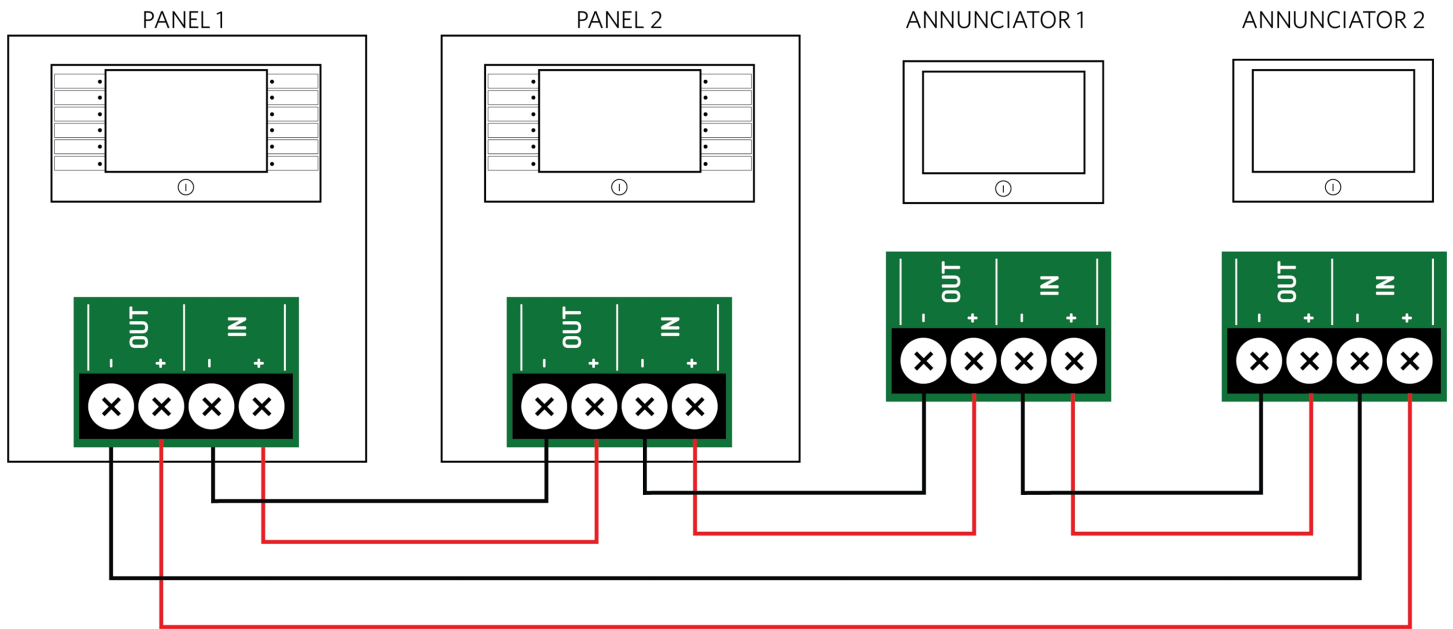 PANEL 1
PANEL 2
ANNUNCIATOR 1
ANNUNCIATOR 2
OUT IN
- + - +
OUT IN
- + - +
OUT IN
- + - +
OUT IN
- + - +